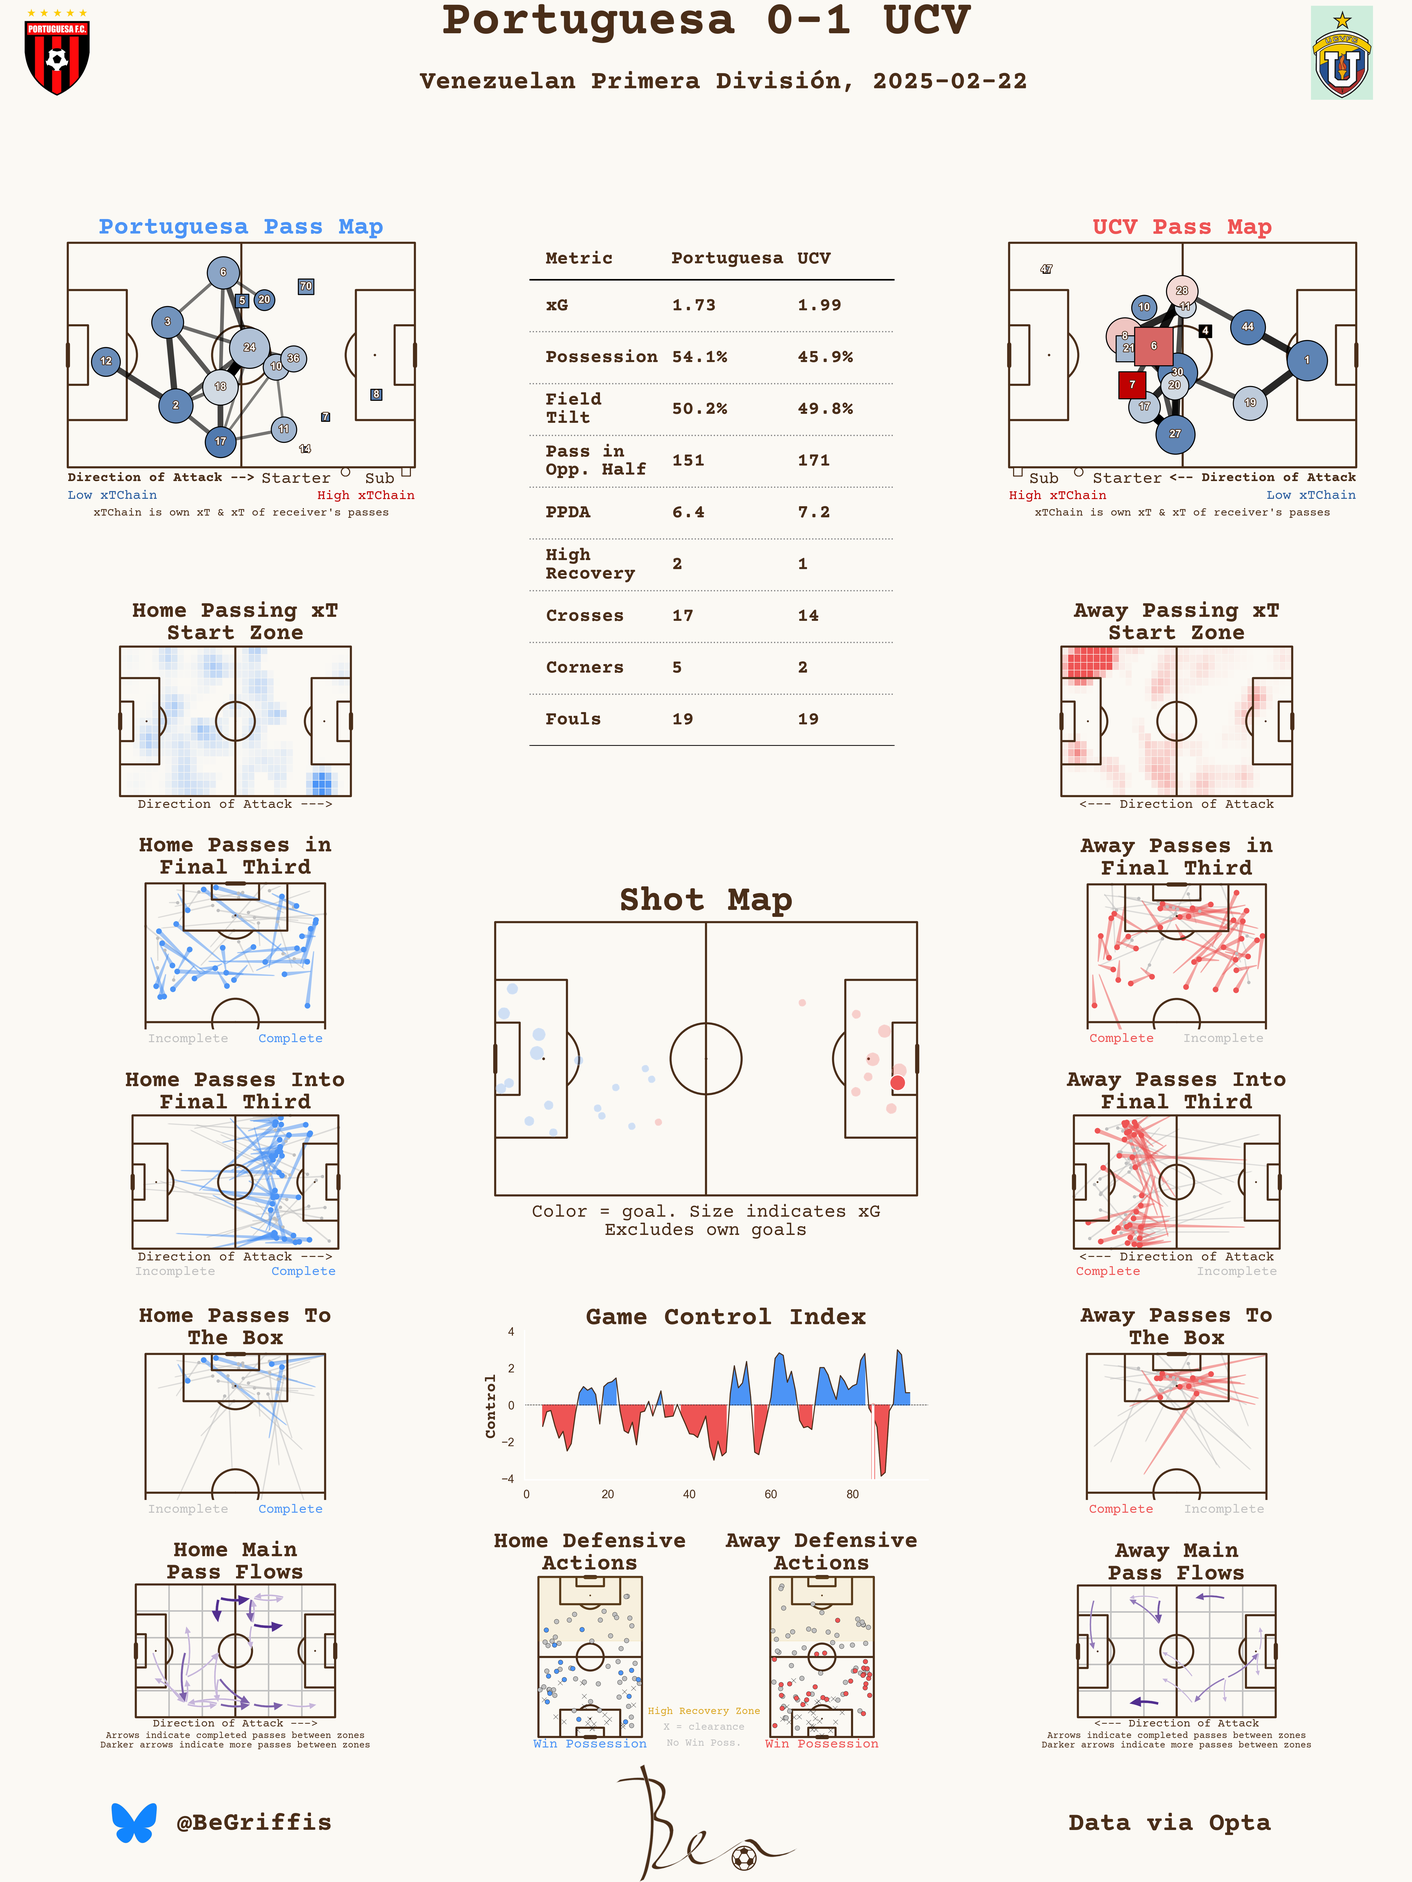 Portuguesa 0-1 UCV
Venezuelan Primera División, 2025-02-22
PORTUGUESA F.C.
Portuguesa Pass Map
6
5
20
70
3
24
12
10
36
18
8
2
7
11
17
14
Direction of Attack --> Starter Sub
Low xTChain High xTChain
xTChain is own xT & xT of receiver's passes
Metric Portuguesa UCV
xG 1.73 1.99
Possession 54.1% 45.9%
Field
Tilt 50.2% 49.8%
Pass in
Opp. Half 151 171
PPDA 6.4 7.2
High
Recovery 2 1
Crosses 17 14
Corners 5 2
Fouls 19 19
UCV Pass Map
47
28
10
11
44
4
8
21
6
1
30
7
20
17
19
27
Sub Starter <-- Direction of Attack
High xTChain Low xTChain
xTChain is own xT & xT of receiver's passes
Home Passing xT
Start Zone
Direction of Attack --->
Away Passing xT
Start Zone
<--- Direction of Attack
Home Passes in
Final Third
Incomplete Complete
Away Passes in
Final Third
Complete Incomplete
Shot Map
Color = goal. Size indicates xG
Excludes own goals
Home Passes Into
Final Third
Direction of Attack --->
Incomplete Complete
Away Passes Into
Final Third
<--- Direction of Attack
Complete Incomplete
Home Passes To
The Box
Incomplete Complete
Game Control Index
Control
4
2
0
−2
−4
0 20 40 60 80
Away Passes To
The Box
Complete Incomplete
Home Main
Pass Flows
Direction of Attack --->
Arrows indicate completed passes between zones
Darker arrows indicate more passes between zones
Home Defensive
Actions
Win Possession
High Recovery Zone
X = clearance
No Win Poss.
Away Defensive
Actions
Win Possession
Away Main
Pass Flows
<--- Direction of Attack
Arrows indicate completed passes between zones
Darker arrows indicate more passes between zones
@BeGriffis
Ben
Data via Opta